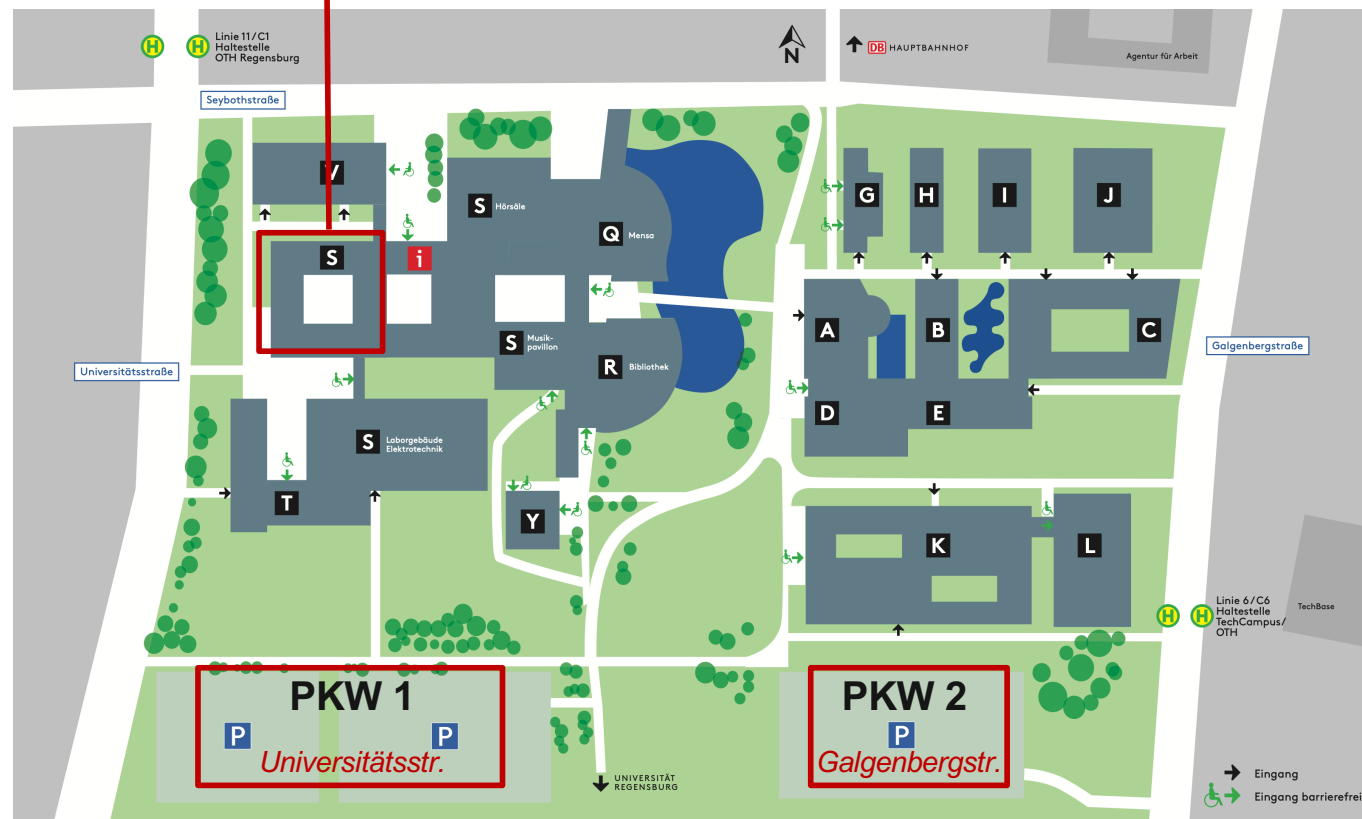 H
H
Linie 11/C1
Haltestelle
OTH Regensburg
N
DB HAUPTBAHNHOF
Agentur für Arbeit
Seybothstraße
V
S
Hörsäle
G
H
I
J
S
i
Q
Mensa
A
B
C
S
Musik-
pavillon
R
Bibliothek
Universitätsstraße
Galgenbergstraße
D
E
S
Laborgebäude
Elektrotechnik
T
Y
K
L
H
H
Linie 6/C6
Haltestelle
TechCampus/
OTH
TechBase
PKW 1
P
P
Universitätsstr.
PKW 2
P
Galgenbergstr.
UNIVERSITÄT
REGENSBURG
Eingang
Eingang barrierefrei